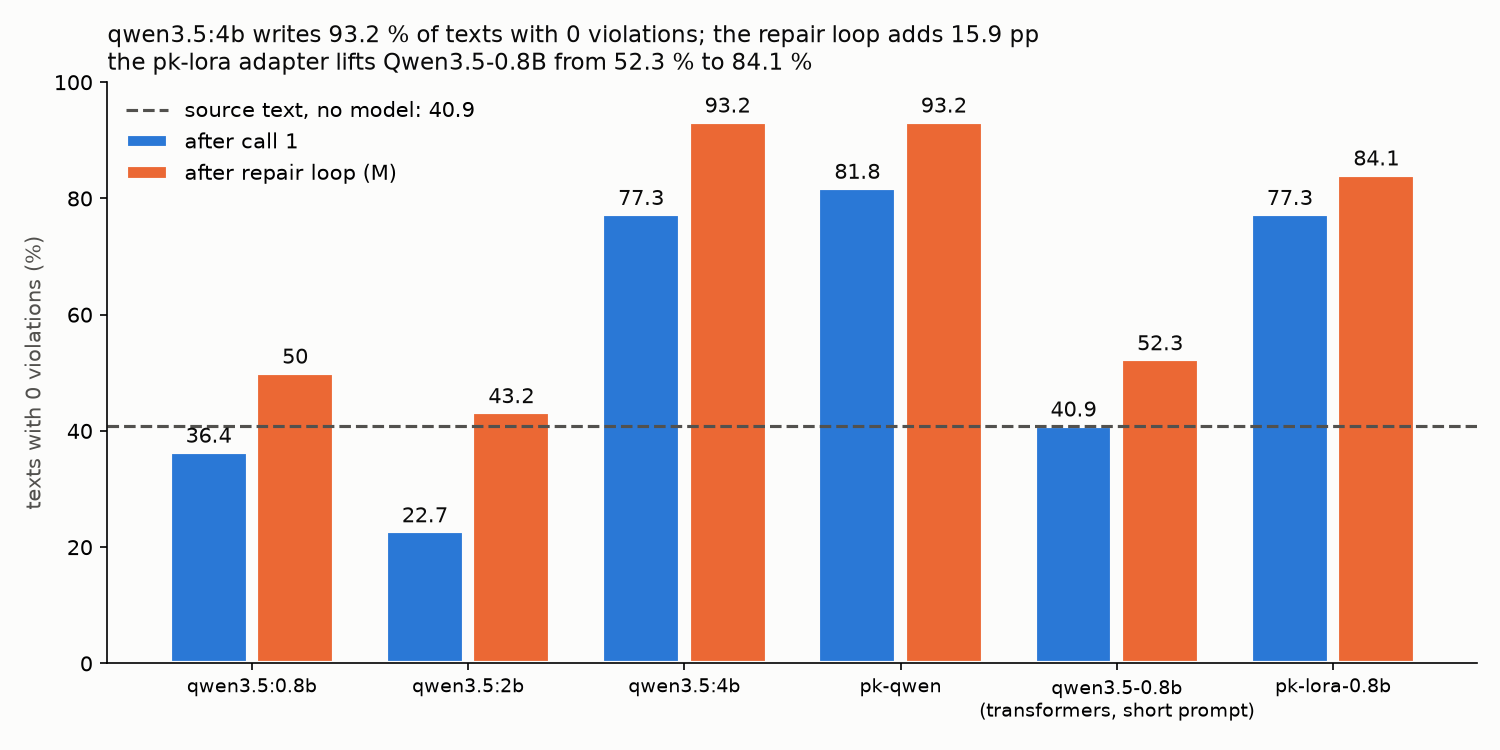 qwen3.5:4b writes 93.2 % of texts with 0 violations; the repair loop adds 15.9 pp
the pk-lora adapter lifts Qwen3.5-0.8B from 52.3 % to 84.1 %
texts with 0 violations (%)
100
80
60
40
20
0
source text, no model: 40.9
after call 1
after repair loop (M)
36.4
50
22.7
43.2
77.3
93.2
81.8
93.2
40.9
52.3
77.3
84.1
qwen3.5:0.8b
qwen3.5:2b
qwen3.5:4b
pk-qwen
qwen3.5-0.8b
(transformers, short prompt)
pk-lora-0.8b